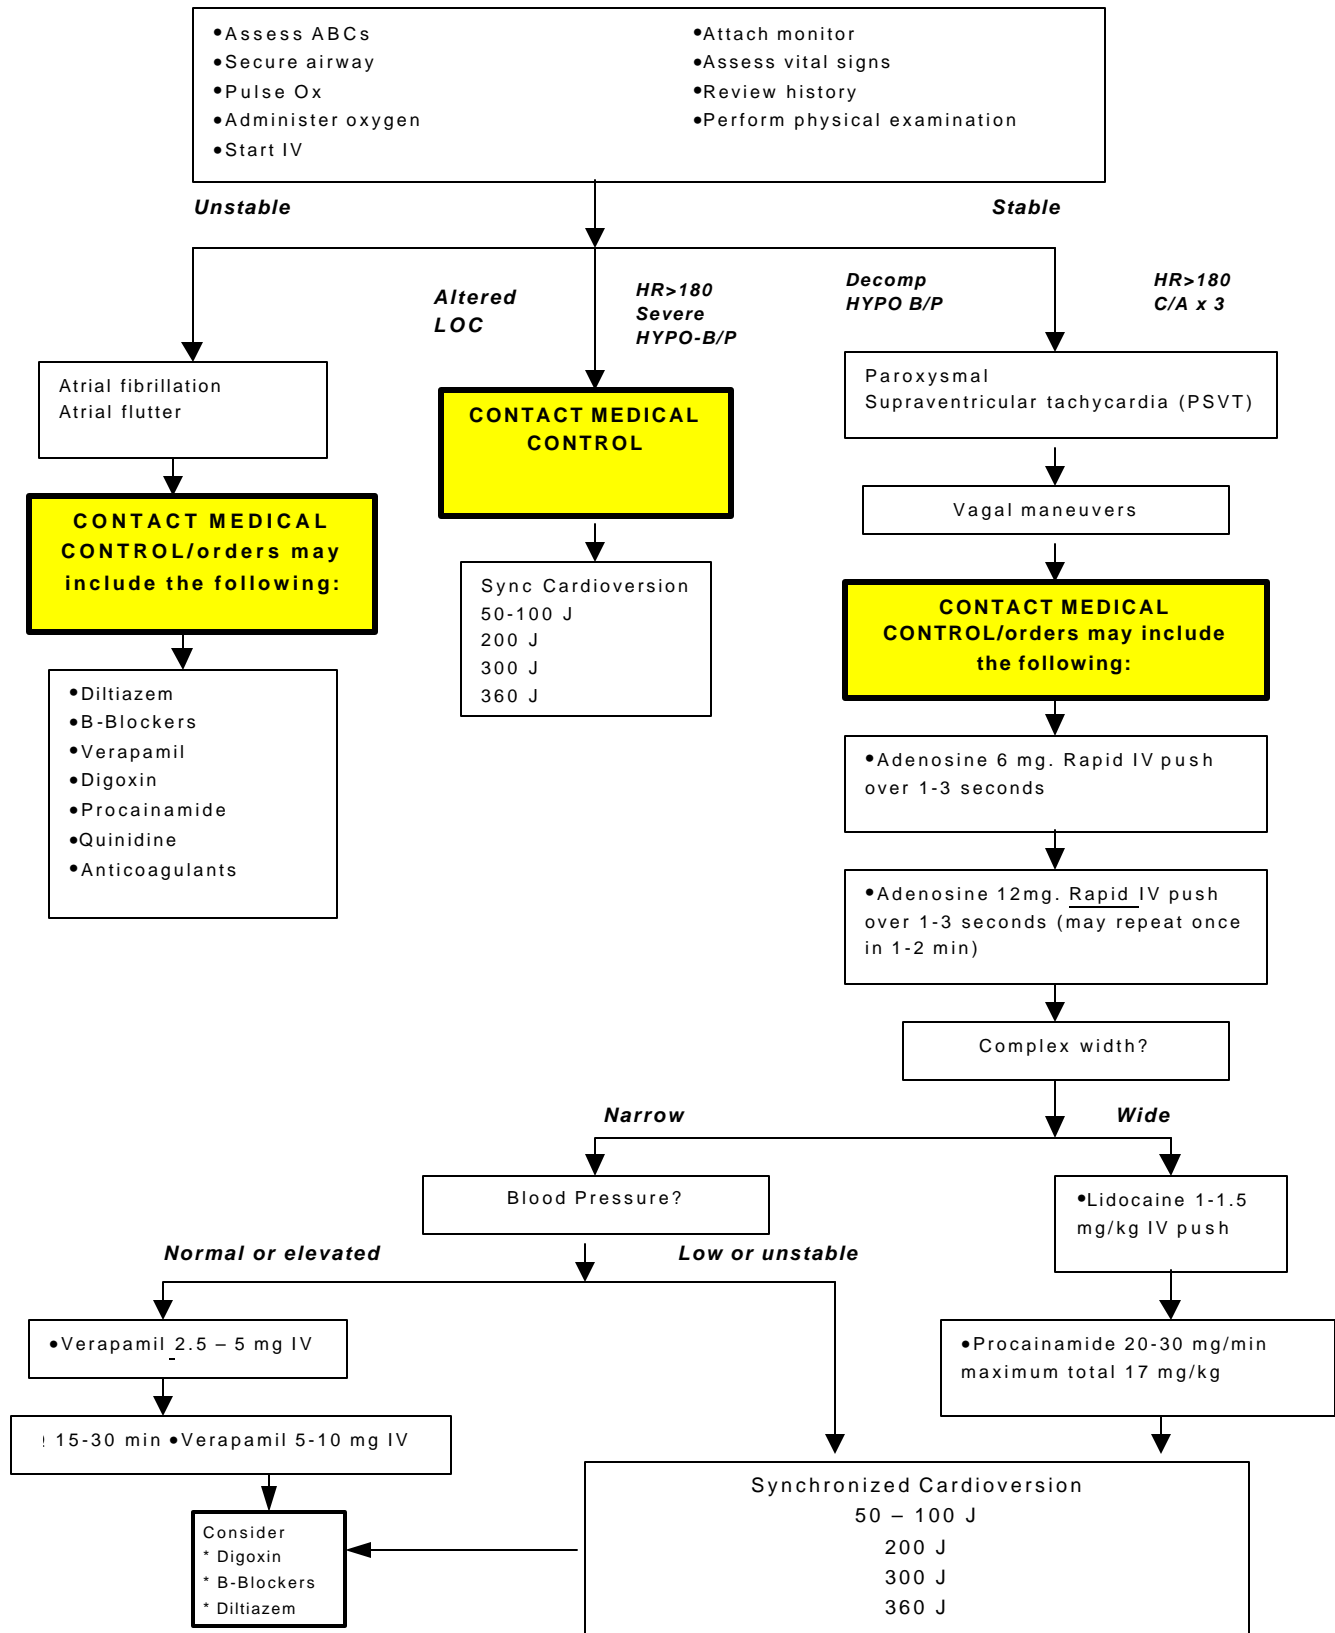 •Assess ABCs
•Secure airway
•Pulse Ox
•Administer oxygen
•Start IV
•Attach monitor
•Assess vital signs
•Review history
•Perform physical examination
Unstable
Stable
Altered
LOC
HR>180
Severe
HYPO-B/P
Decomp
HYPO B/P
HR>180
C/A x 3
Atrial fibrillation
Atrial flutter
CONTACT MEDICAL
CONTROL/orders may
include the following:
•Diltiazem
•B-Blockers
•Verapamil
•Digoxin
•Procainamide
•Quinidine
•Anticoagulants
CONTACT MEDICAL
CONTROL
Sync Cardioversion
50-100 J
200 J
300 J
360 J
Paroxysmal
Supraventricular tachycardia (PSVT)
Vagal maneuvers
CONTACT MEDICAL
CONTROL/orders may include
the following:
•Adenosine 6 mg. Rapid IV push
over 1-3 seconds
•Adenosine 12mg. Rapid IV push
over 1-3 seconds (may repeat once
in 1-2 min)
Complex width?
Narrow
Wide
Blood Pressure?
•Lidocaine 1-1.5
mg/kg IV push
Normal or elevated
Low or unstable
•Verapamil 2.5 – 5 mg IV
•Procainamide 20-30 mg/min
maximum total 17 mg/kg
15-30 min •Verapamil 5-10 mg IV
Consider
* Digoxin
* B-Blockers
* Diltiazem
Synchronized Cardioversion
50 – 100 J
200 J
300 J
360 J